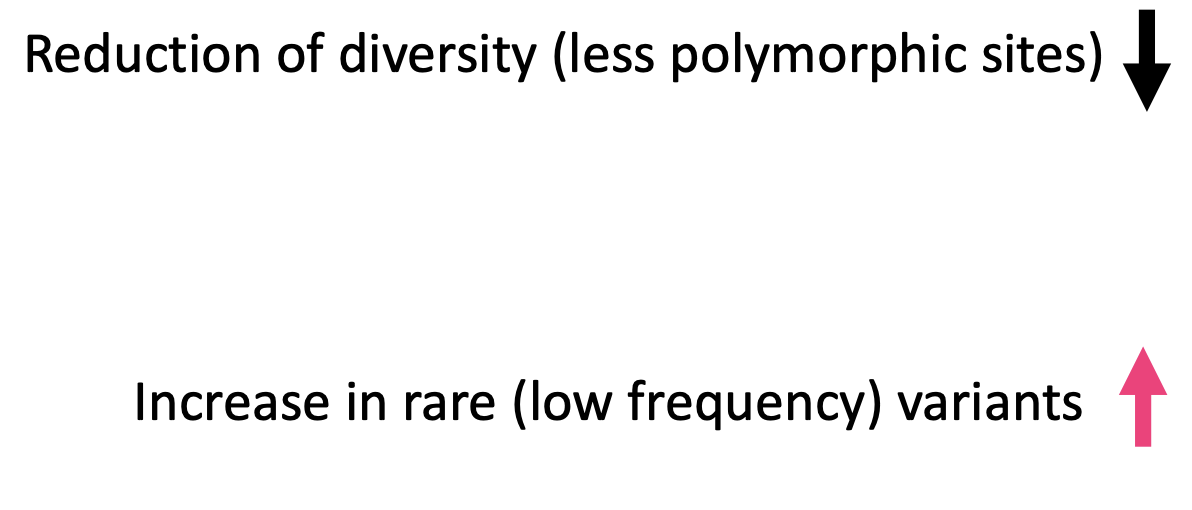 Reduction of diversity (less polymorphic sites)
Increase in rare (low frequency) variants